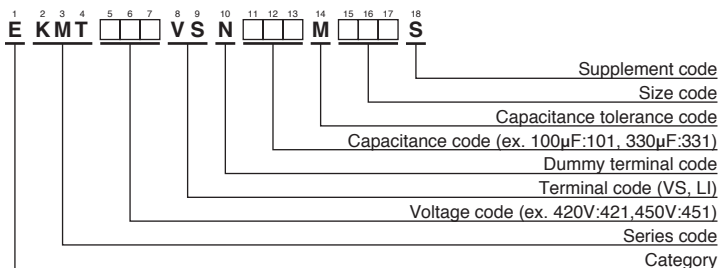 1 2 3 4 5 6 7 8 9 10 11 12 13 14 15 16 17 18
E K M T □□□ V S N □□□ M □□□ S
Supplement code
Size code
Capacitance tolerance code
Capacitance code (ex. 100μF:101, 330μF:331)
Dummy terminal code
Terminal code (VS, LI)
Voltage code (ex. 420V:421,450V:451)
Series code
Category